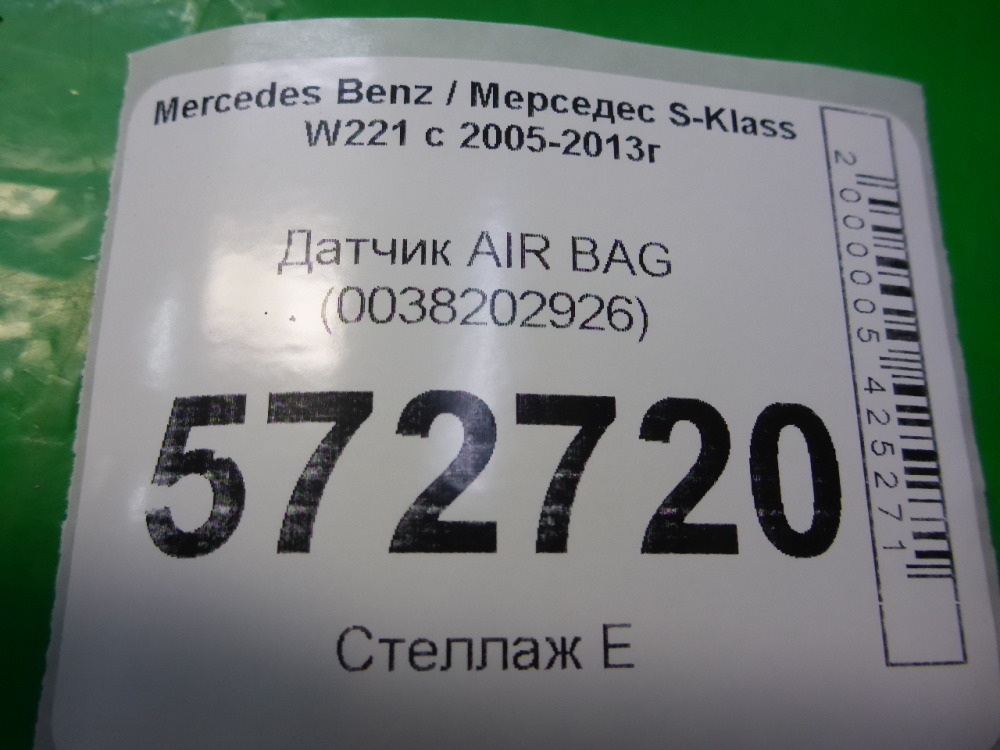 Mercedes Benz / Мерседес S-Klass
W221 с 2005-2013г
Датчик AIR BAG
(0038202926)
572720
Стеллаж Е
2000005425271